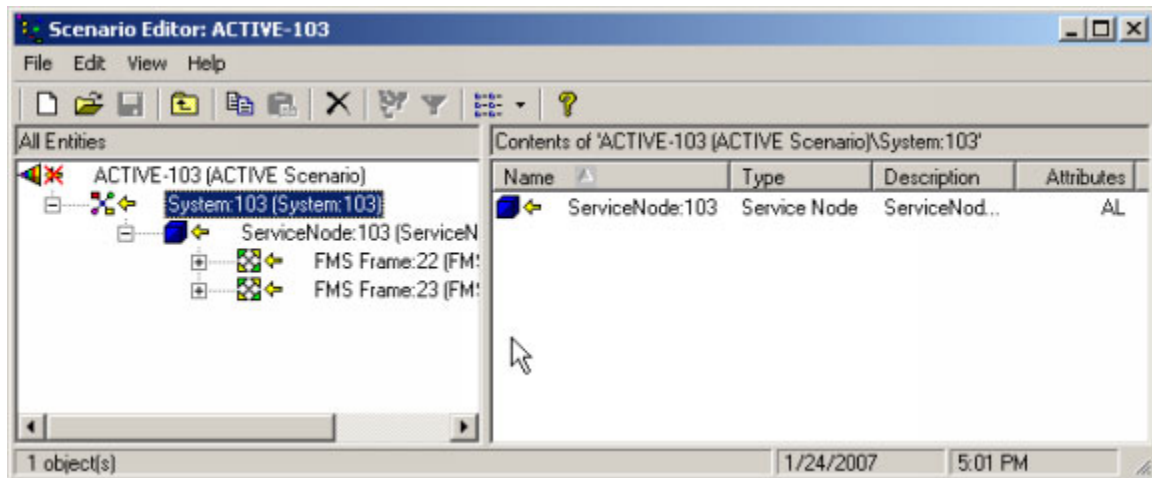 Scenario Editor: ACTIVE-103
File Edit View Help
All Entities
Contents of 'ACTIVE-103 (ACTIVE Scenario)\System:103'
ACTIVE-103 (ACTIVE Scenario)
System:103 (System:103)
ServiceNode:103 (ServiceN
FMS Frame:22 (FM
FMS Frame:23 (FM
Name Type Description Attributes
ServiceNode:103 Service Node ServiceNod... AL
1 object(s) 1/24/2007 5:01 PM